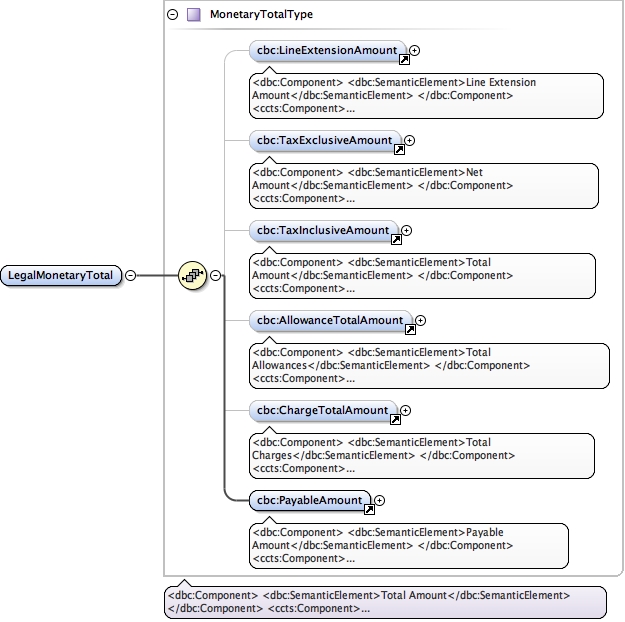 MonetaryTotalType
cbc:LineExtensionAmount
<dbc:Component> <dbc:SemanticElement>Line Extension
Amount</dbc:SemanticElement> </dbc:Component>
<ccts:Component>...
cbc:TaxExclusiveAmount
<dbc:Component> <dbc:SemanticElement>Net
Amount</dbc:SemanticElement> </dbc:Component>
<ccts:Component>...
cbc:TaxInclusiveAmount
<dbc:Component> <dbc:SemanticElement>Total
Amount</dbc:SemanticElement> </dbc:Component>
<ccts:Component>...
LegalMonetaryTotal
cbc:AllowanceTotalAmount
<dbc:Component> <dbc:SemanticElement>Total
Allowances</dbc:SemanticElement> </dbc:Component>
<ccts:Component>...
cbc:ChargeTotalAmount
<dbc:Component> <dbc:SemanticElement>Total
Charges</dbc:SemanticElement> </dbc:Component>
<ccts:Component>...
cbc:PayableAmount
<dbc:Component> <dbc:SemanticElement>Payable
Amount</dbc:SemanticElement> </dbc:Component>
<ccts:Component>...
<dbc:Component> <dbc:SemanticElement>Total Amount</dbc:SemanticElement>
</dbc:Component> <ccts:Component>...